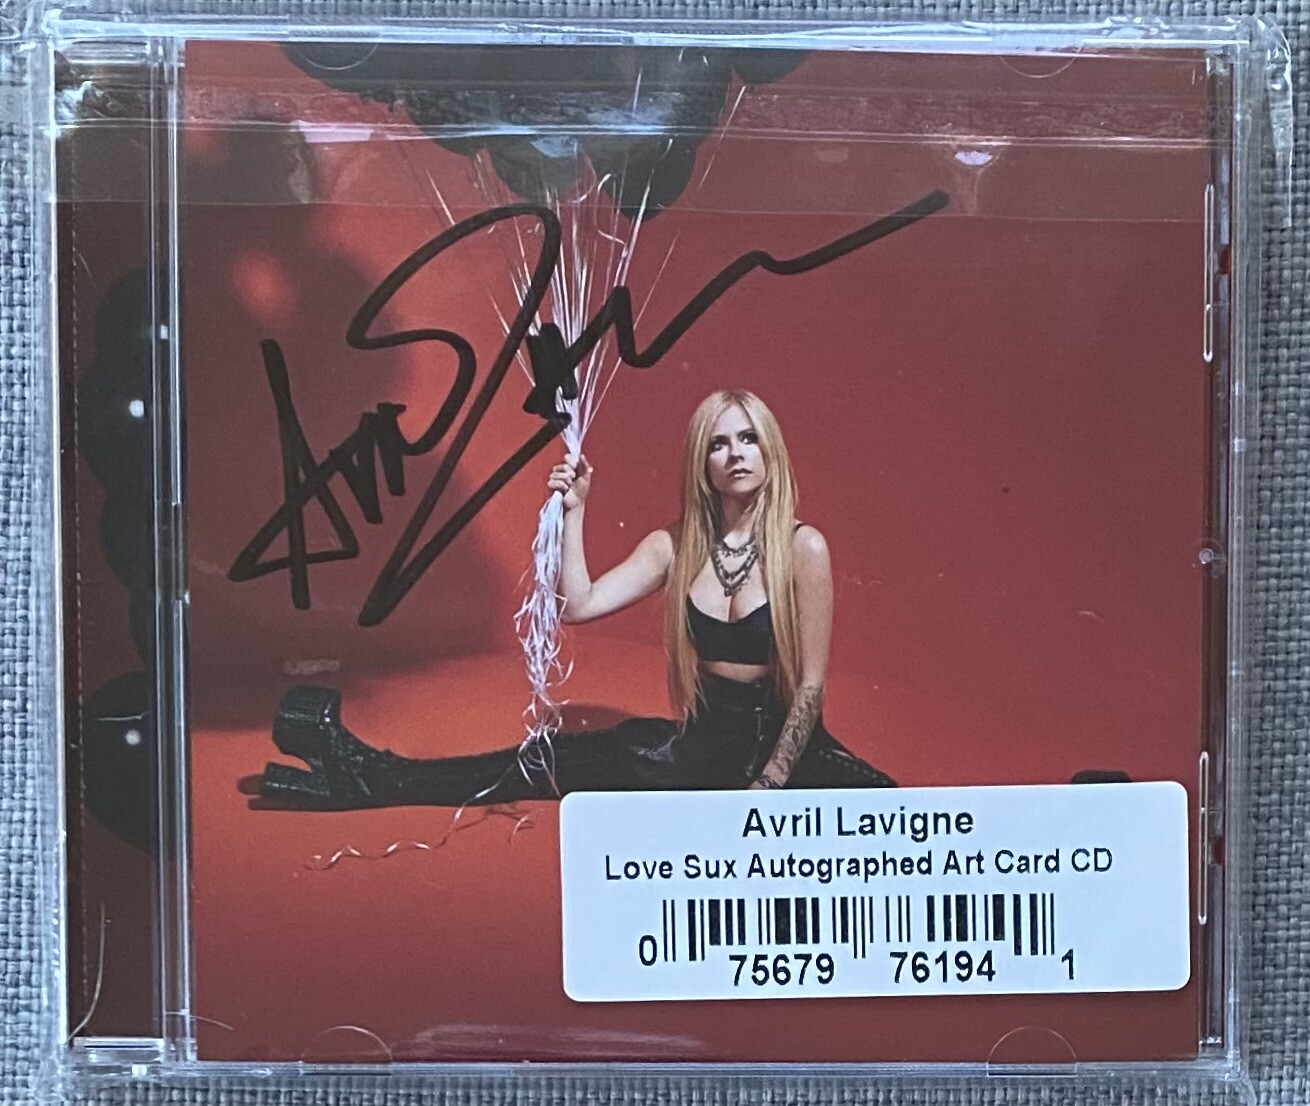 Avril Lavigne
Love Sux Autographed Art Card CD
0 75679 76194 1